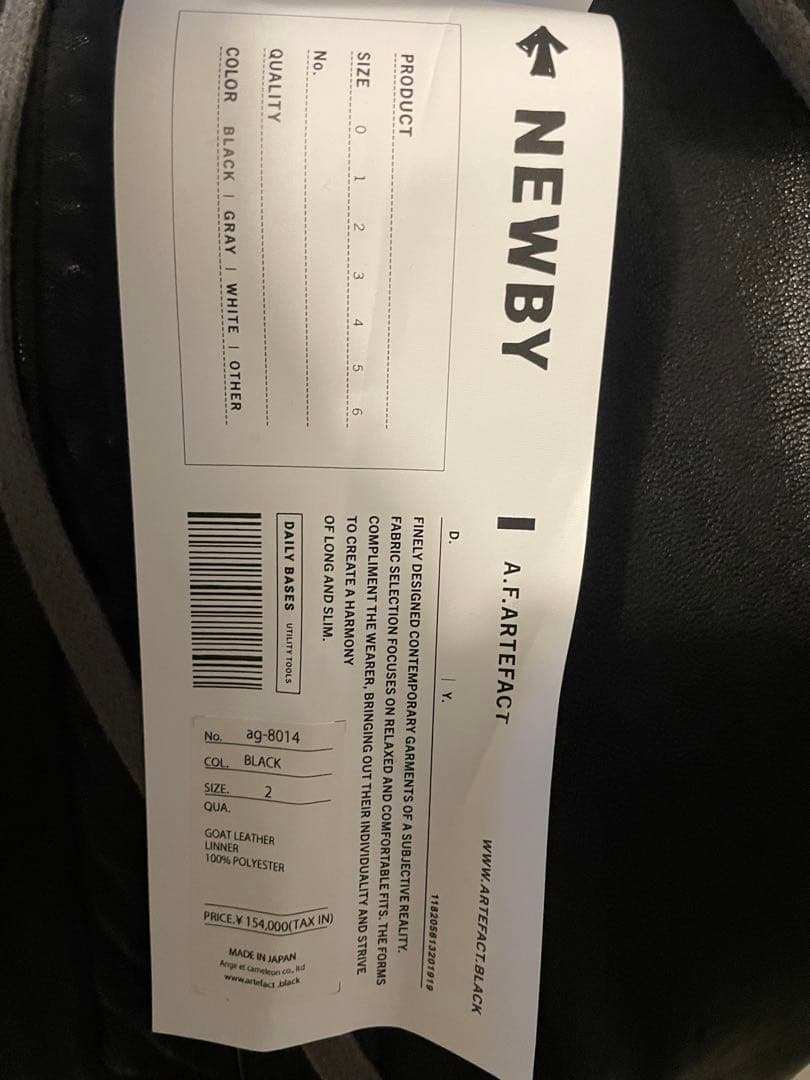 NEWBY
PRODUCT
SIZE 0 1 2 3 4 5 6
No.
QUALITY
COLOR BLACK | GRAY | WHITE | OTHER
A.F.ARTEFACT
WWW.ARTEFACT.BLACK
D. | Y. 118205813201919
FINELY DESIGNED CONTEMPORARY GARMENTS OF A SUBJECTIVE REALITY.
FABRIC SELECTION FOCUSES ON RELAXED AND COMFORTABLE FITS. THE FORMS
COMPLIMENT THE WEARER, BRINGING OUT THEIR INDIVIDUALITY AND STRIVE
TO CREATE A HARMONY
OF LONG AND SLIM.
DAILY BASES UTILITY TOOLS
No. ag-8014
COL. BLACK
SIZE. 2
QUA.
GOAT LEATHER
LINNER
100% POLYESTER
PRICE.¥ 154,000(TAX IN)
MADE IN JAPAN
Ange et cameleon co,. ltd
www.artefact .black